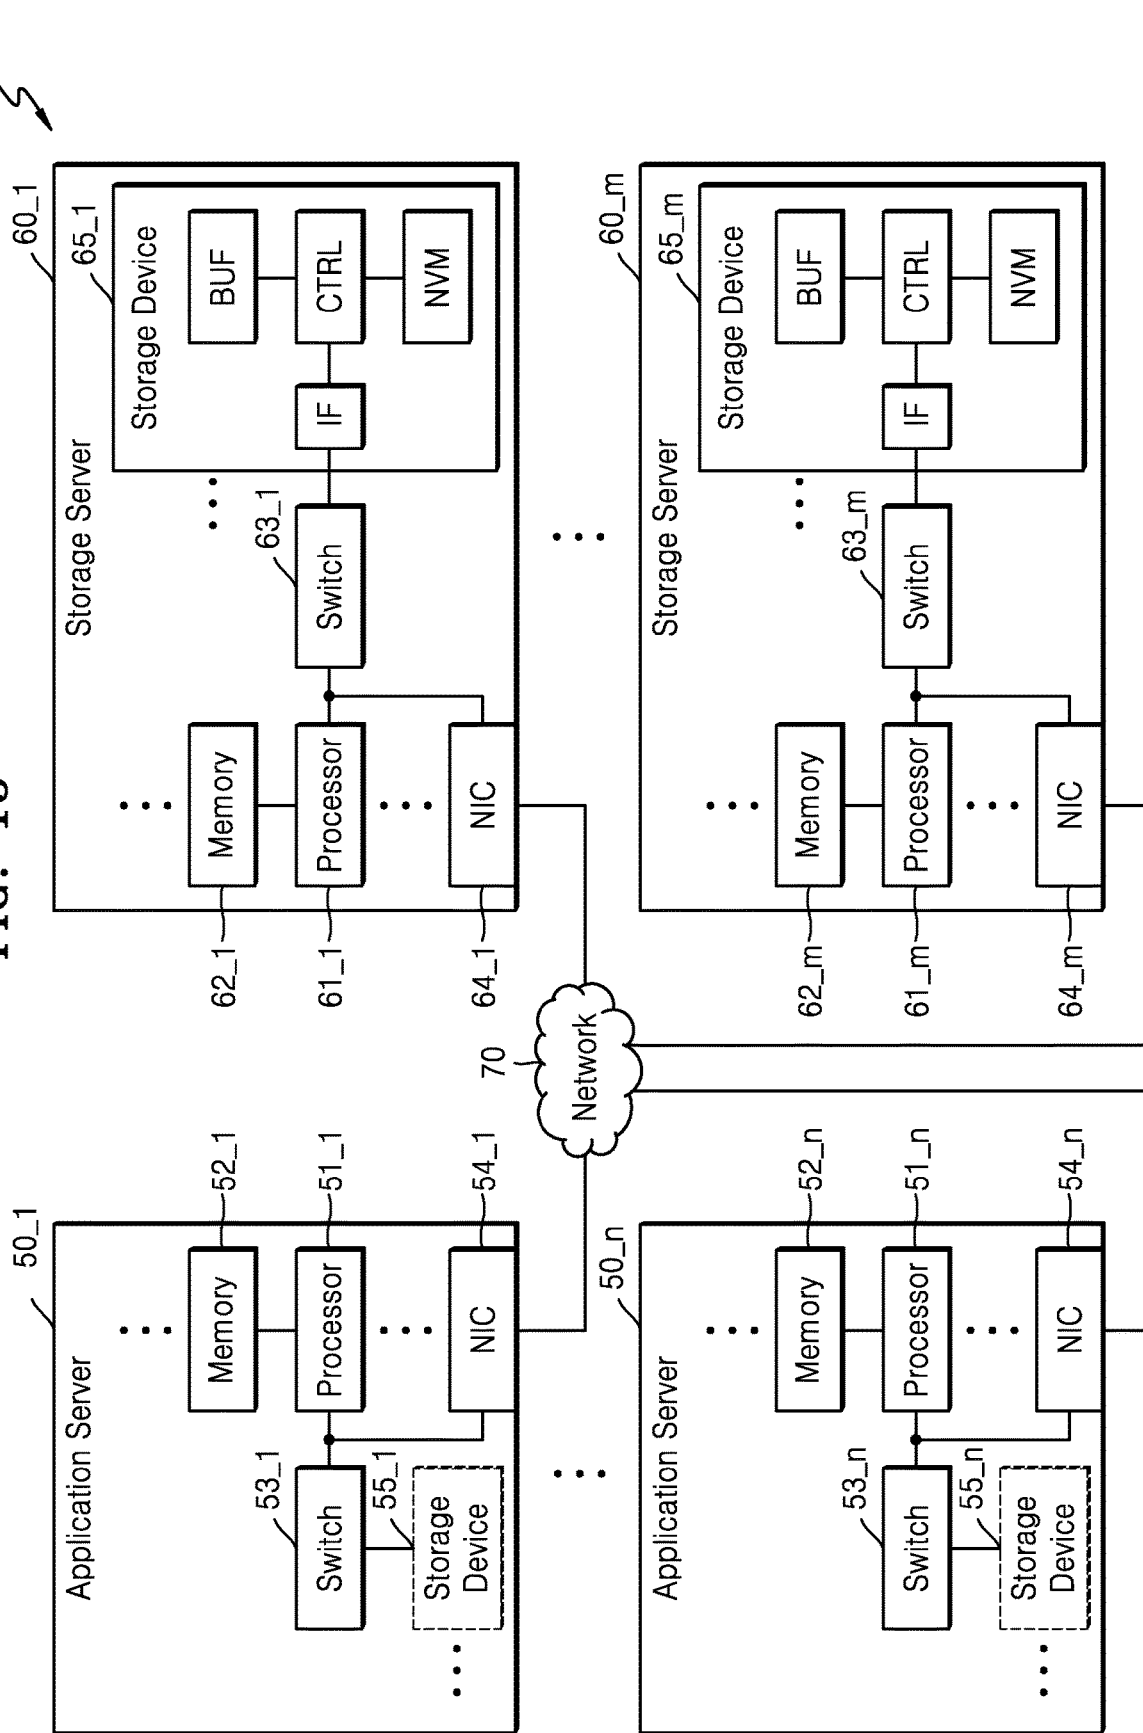 50_1
Application Server
52_1
Memory
51_1
Processor
53_1
Switch
55_1
Storage
Device
54_1
NIC
70
Network
60_1
Storage Server
65_1
Storage Device
62_1
Memory
BUF
61_1
Processor
63_1
Switch
IF
CTRL
64_1
NIC
NVM
50_n
Application Server
52_n
Memory
51_n
Processor
53_n
Switch
55_n
Storage
Device
54_n
NIC
60_m
Storage Server
65_m
Storage Device
62_m
Memory
BUF
61_m
Processor
63_m
Switch
IF
CTRL
64_m
NIC
NVM